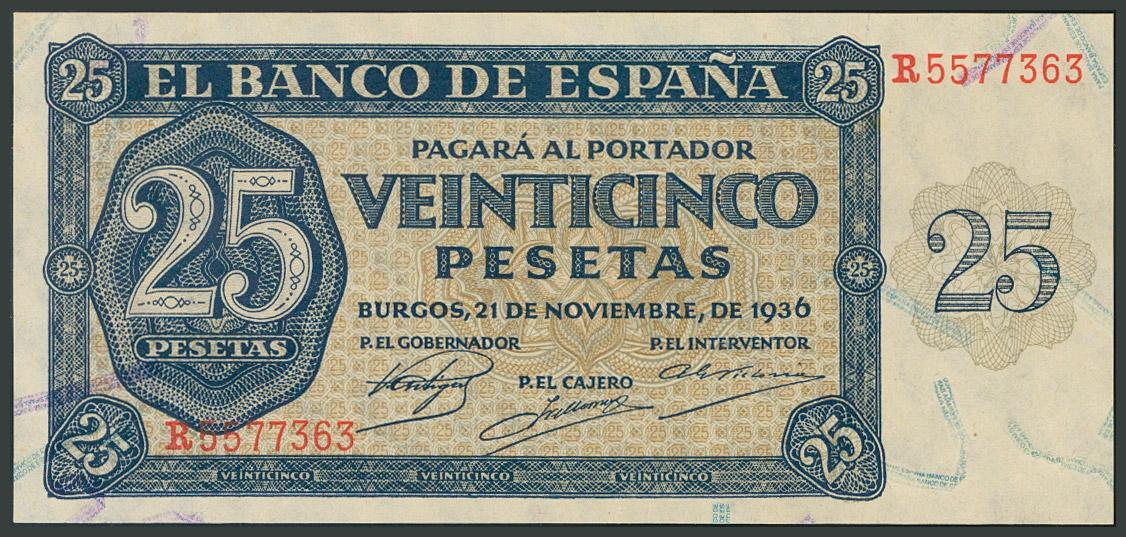 25 EL BANCO DE ESPAÑA 25
R5577363
PAGARÁ AL PORTADOR
VEINTICINCO
PESETAS
25
PESETAS
25
25
25
BURGOS, 21 DE NOVIEMBRE, DE 1936
P. EL GOBERNADOR
P. EL INTERVENTOR
P. EL CAJERO
R5577363
25
25
VEINTICINCO VEINTICINCO VEINTICINCO